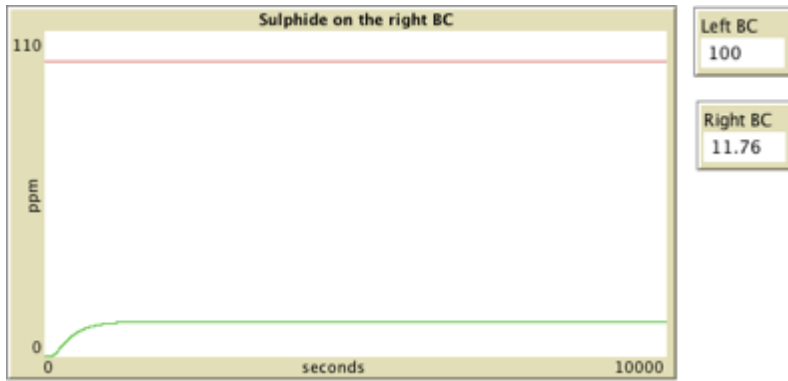 Sulphide on the right BC
110
ppm
0
0
seconds
10000
Left BC
100
Right BC
11.76